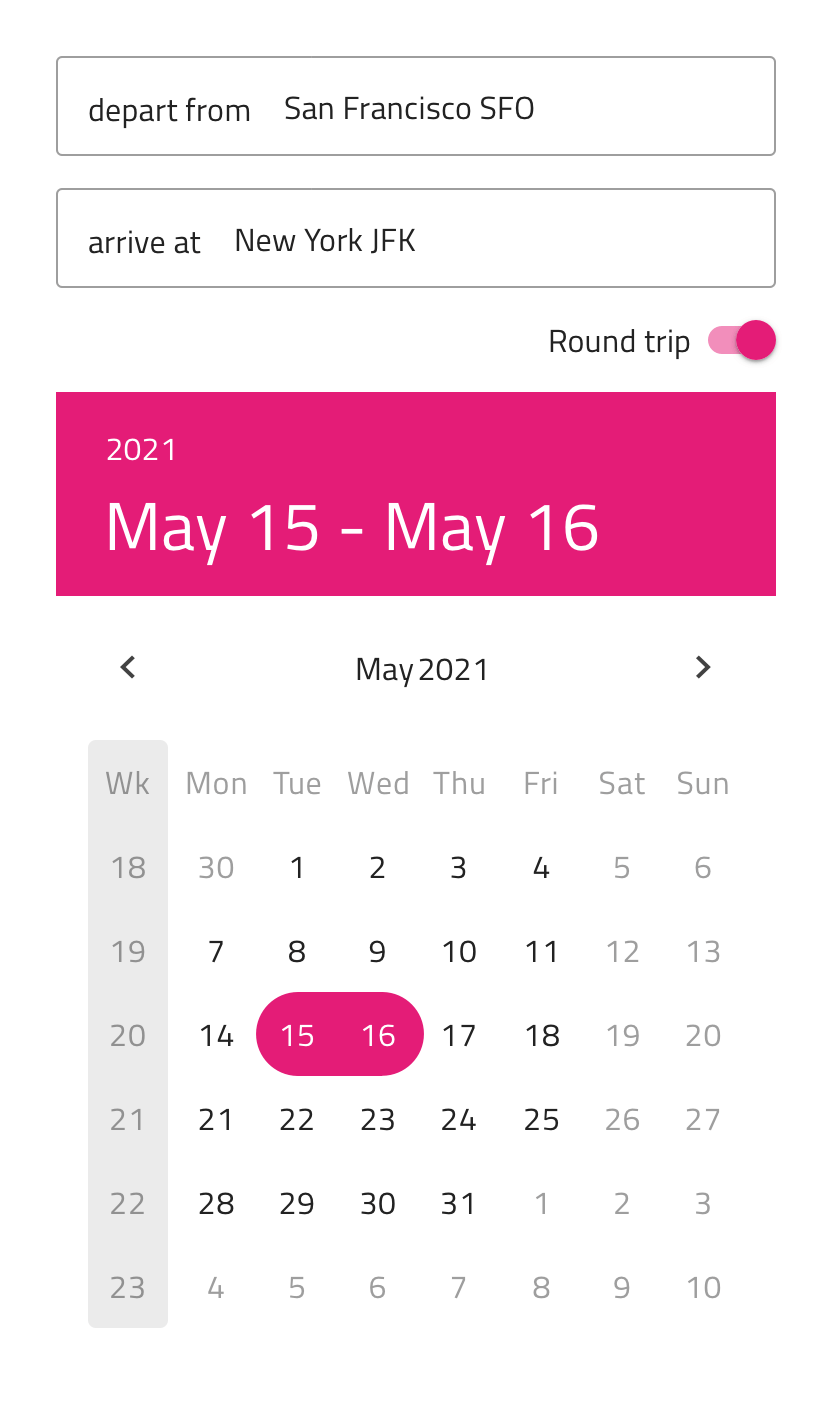 depart from San Francisco SFO
arrive at New York JFK
Round trip
2021
May 15 - May 16
May 2021
Wk Mon Tue Wed Thu Fri Sat Sun
18 30 1 2 3 4 5 6
19 7 8 9 10 11 12 13
20 14 15 16 17 18 19 20
21 21 22 23 24 25 26 27
22 28 29 30 31 1 2 3
23 4 5 6 7 8 9 10